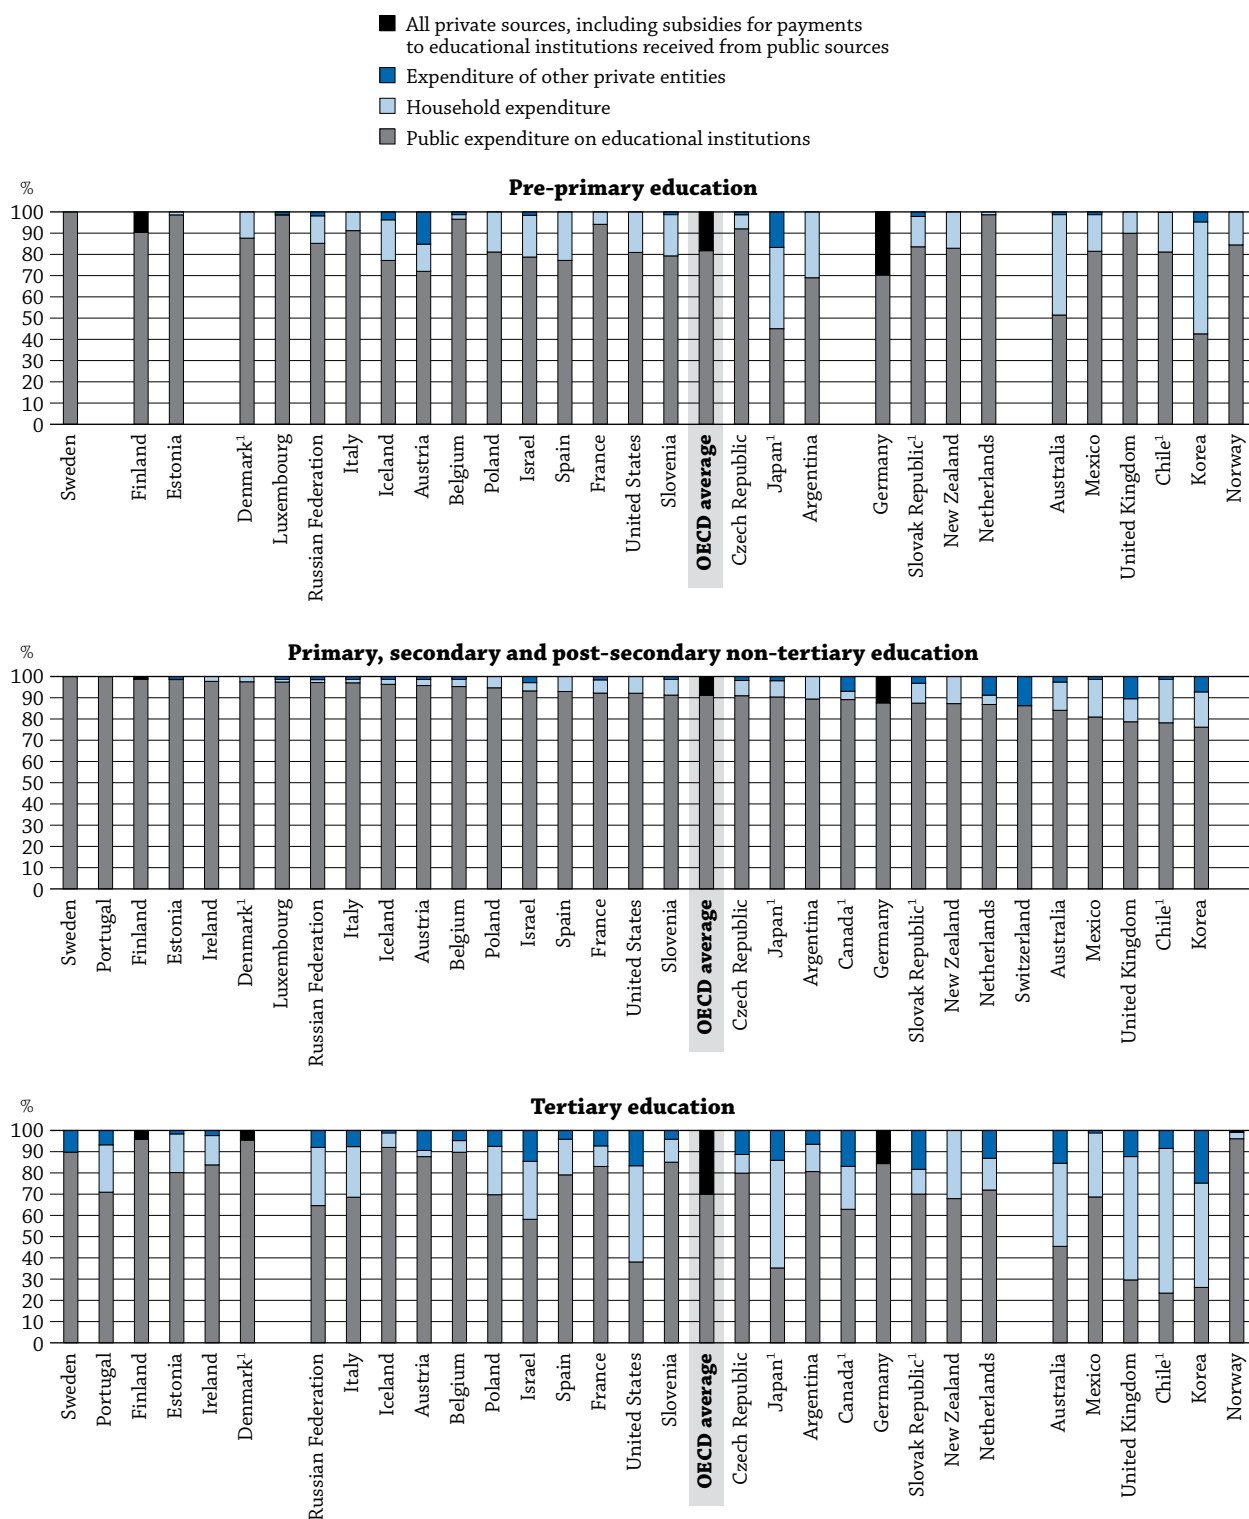 All private sources, including subsidies for payments
to educational institutions received from public sources
Expenditure of other private entities
Household expenditure
Public expenditure on educational institutions
%
Pre-primary education
100
90
80
70
60
50
40
30
20
10
0
Sweden
Finland
Estonia
Denmark¹
Luxembourg
Russian Federation
Italy
Iceland
Austria
Belgium
Poland
Israel
Spain
France
United States
Slovenia
OECD average
Czech Republic
Japan¹
Argentina
Germany
Slovak Republic¹
New Zealand
Netherlands
Australia
Mexico
United Kingdom
Chile¹
Korea
Norway
%
Primary, secondary and post-secondary non-tertiary education
100
90
80
70
60
50
40
30
20
10
0
Sweden
Portugal
Finland
Estonia
Ireland
Denmark¹
Luxembourg
Russian Federation
Italy
Iceland
Austria
Belgium
Poland
Israel
Spain
France
United States
Slovenia
OECD average
Czech Republic
Japan¹
Argentina
Canada¹
Germany
Slovak Republic¹
New Zealand
Netherlands
Switzerland
Australia
Mexico
United Kingdom
Chile¹
Korea
%
Tertiary education
100
90
80
70
60
50
40
30
20
10
0
Sweden
Portugal
Finland
Estonia
Ireland
Denmark¹
Russian Federation
Italy
Iceland
Austria
Belgium
Poland
Israel
Spain
France
United States
Slovenia
OECD average
Czech Republic
Japan¹
Argentina
Canada¹
Germany
Slovak Republic¹
New Zealand
Netherlands
Australia
Mexico
United Kingdom
Chile¹
Korea
Norway